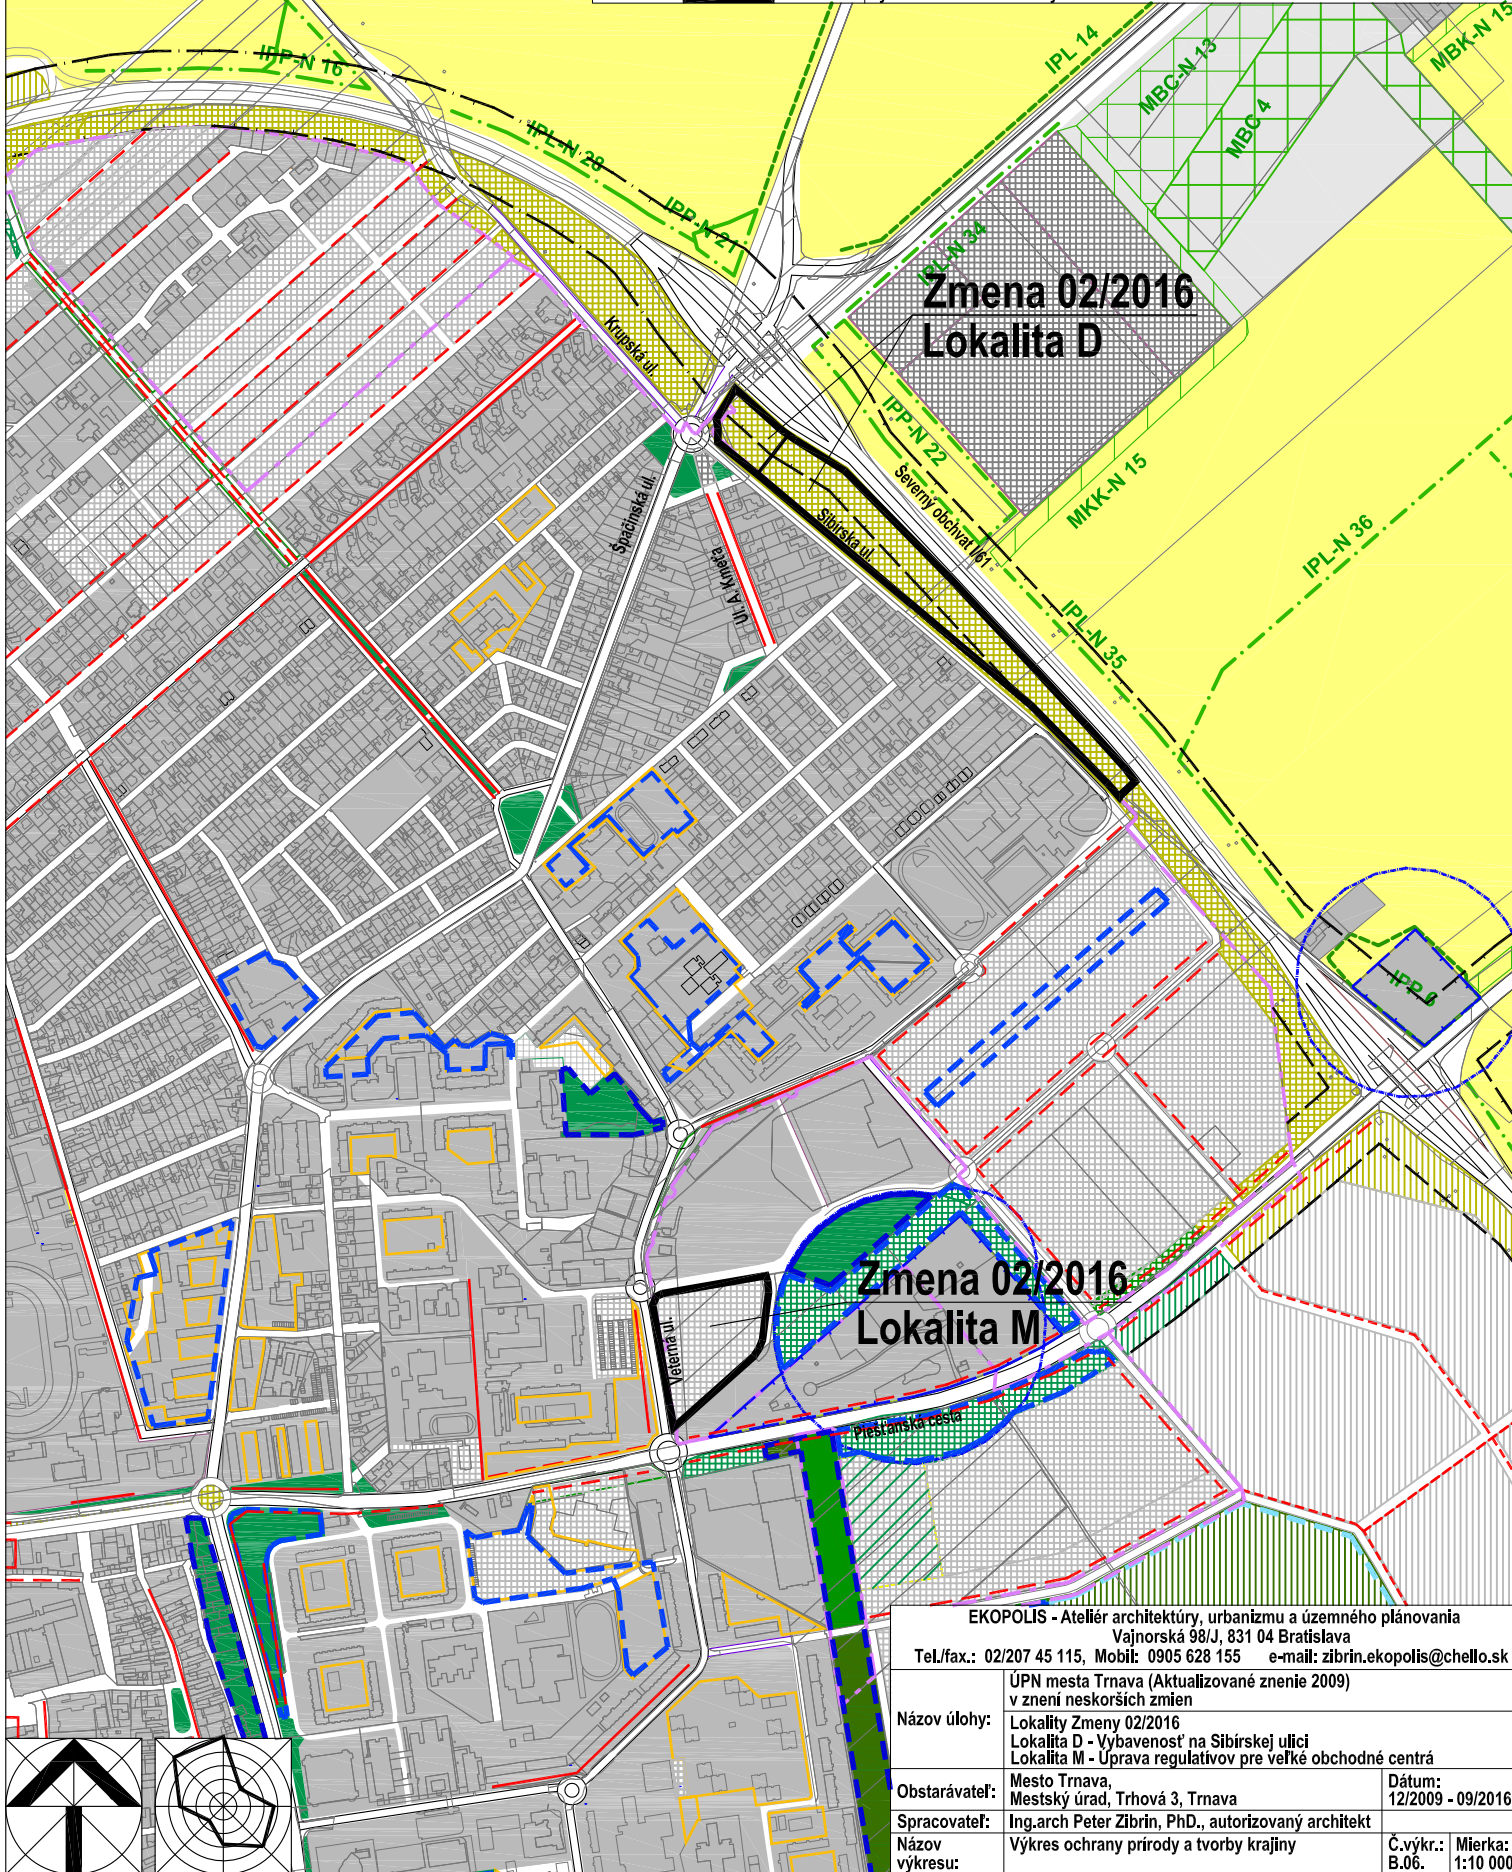 IPP-N 16
IPL 14
MBC-N 13
MBK-N 15
MBC 4
IPL-N 28
IPP-N 21
IPL-N 34
Zmena 02/2016
Lokalita D
Krupská ul.
IPP-N 22
Severný obchvat I/61
MKK-N 15
Špačinská ul.
Sibírska ul.
Ul. A. Kmeťa
IPL-N 36
IPL-N 35
IPP 6
Zmena 02/2016
Lokalita M
Veterná ul.
Piešťanská cesta
EKOPOLIS - Ateliér architektúry, urbanizmu a územného plánovania
Vajnorská 98/J, 831 04 Bratislava
Tel./fax.: 02/207 45 115, Mobil: 0905 628 155 e-mail: zibrin.ekopolis@chello.sk
Názov úlohy:
ÚPN mesta Trnava (Aktualizované znenie 2009)
v znení neskorších zmien
Lokality Zmeny 02/2016
Lokalita D - Vybavenosť na Sibírskej ulici
Lokalita M - Úprava regulatívov pre veľké obchodné centrá
Obstarávateľ:
Mesto Trnava,
Mestský úrad, Trhová 3, Trnava
Dátum:
12/2009 - 09/2016
Spracovateľ:
Ing.arch Peter Zibrin, PhD., autorizovaný architekt
Názov
výkresu:
Výkres ochrany prírody a tvorby krajiny
Č.výkr.:
B.06.
Mierka:
1:10 000